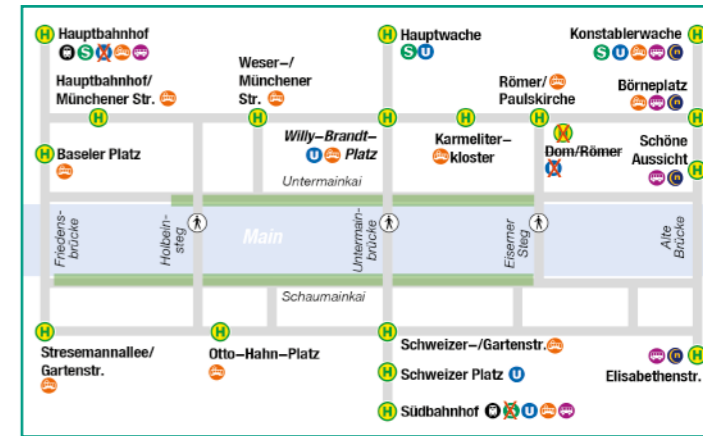 H Hauptbahnhof
S U
Hauptbahnhof/
Münchener Str.
H
Weser–/
Münchener
Str.
H
H Hauptwache
S U
Konstablerwache H
S U n
Römer/
Paulskirche
H
Börneplatz
n
H
H Baseler Platz
Willy–Brandt–
U Platz
H
Karmeliter–
kloster
H
H
Dom/Römer
U
Schöne
Aussicht
n
H
Untermainkai
Friedens-
brücke
Holbein-
steg
Main
Untermain-
brücke
Eiserner
Steg
Alte
Brücke
Schaumainkai
H
Stresemannallee/
Gartenstr.
H
Otto–Hahn–Platz
H Schweizer–/Gartenstr.
H Schweizer Platz U
H Südbahnhof S U
H
n
Elisabethenstr.